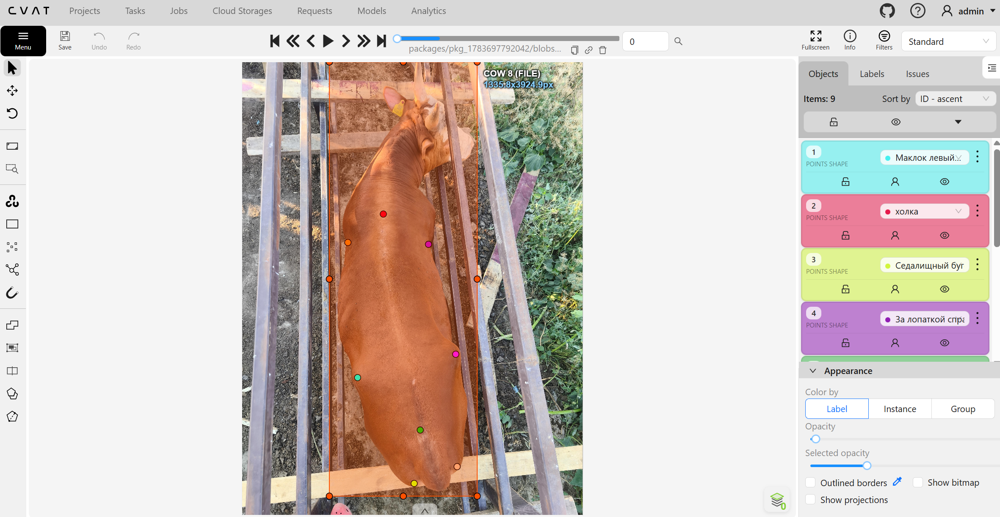 CVAT
Projects
Tasks
Jobs
Cloud Storages
Requests
Models
Analytics
admin
Menu
Save
Undo
Redo
packages/pkg_1783697792042/blobs...
0
Fullscreen
Info
Filters
Standard
COW 8 (FILE)
1335.8x3924.9px
Objects
Labels
Issues
Items: 9
Sort by
ID - ascent
1
POINTS SHAPE
Маклок левый...
2
POINTS SHAPE
холка
3
POINTS SHAPE
Седалищный буг
4
POINTS SHAPE
За лопаткой спра
Appearance
Color by
Label
Instance
Group
Opacity
Selected opacity
Outlined borders
Show bitmap
Show projections
0